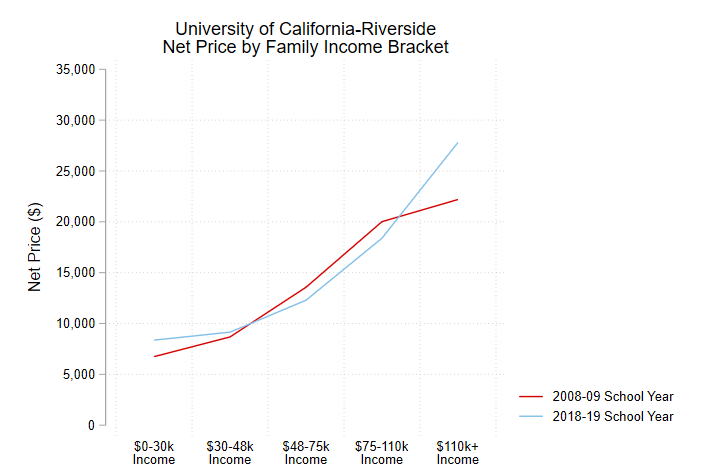 University of California-Riverside
Net Price by Family Income Bracket
35,000
30,000
25,000
20,000
15,000
10,000
5,000
0
Net Price ($)
$0-30k
Income
$30-48k
Income
$48-75k
Income
$75-110k
Income
$110k+
Income
2008-09 School Year
2018-19 School Year